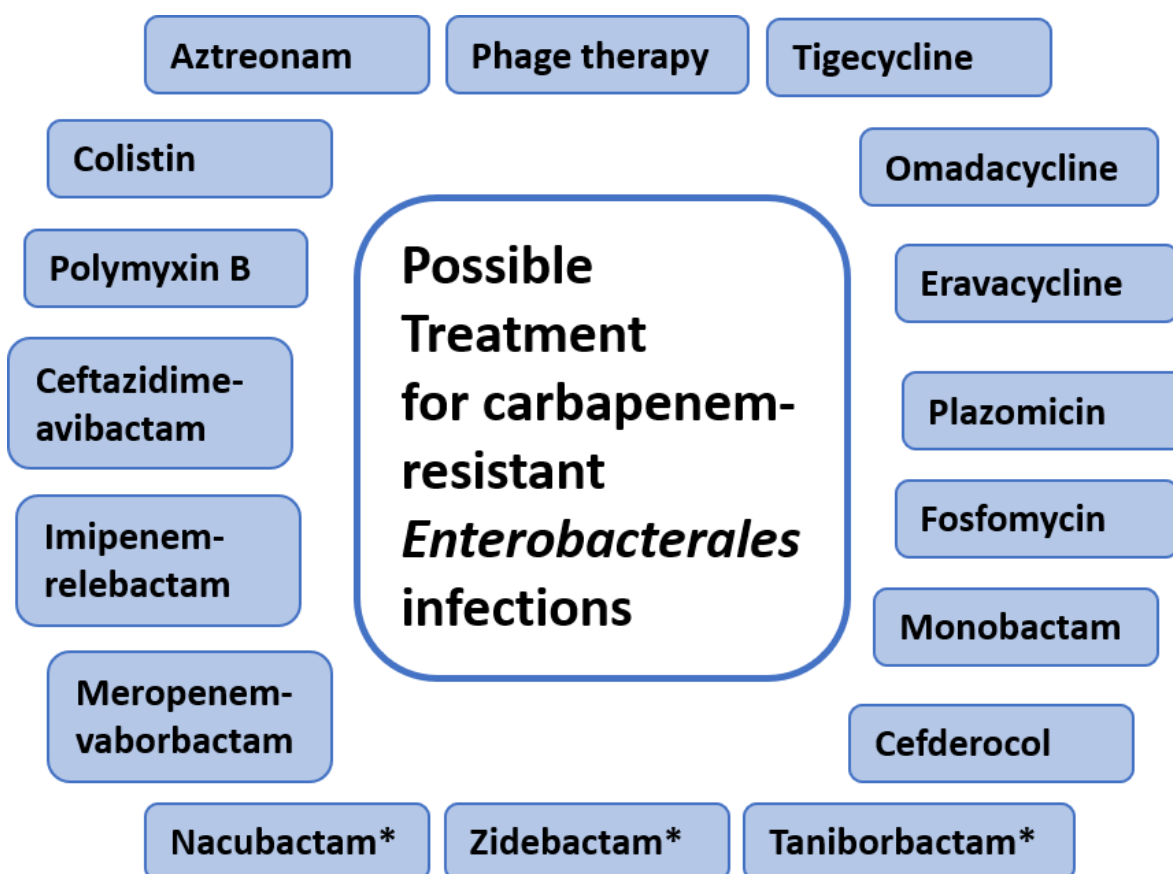 Aztreonam
Phage therapy
Tigecycline
Colistin
Omadacycline
Polymyxin B
Eravacycline
Ceftazidime-
avibactam
Plazomicin
Imipenem-
relebactam
Fosfomycin
Meropenem-
vaborbactam
Monobactam
Cefderocol
Possible
Treatment
for carbapenem-
resistant
Enterobacterales
infections
Nacubactam*
Zidebactam*
Taniborbactam*